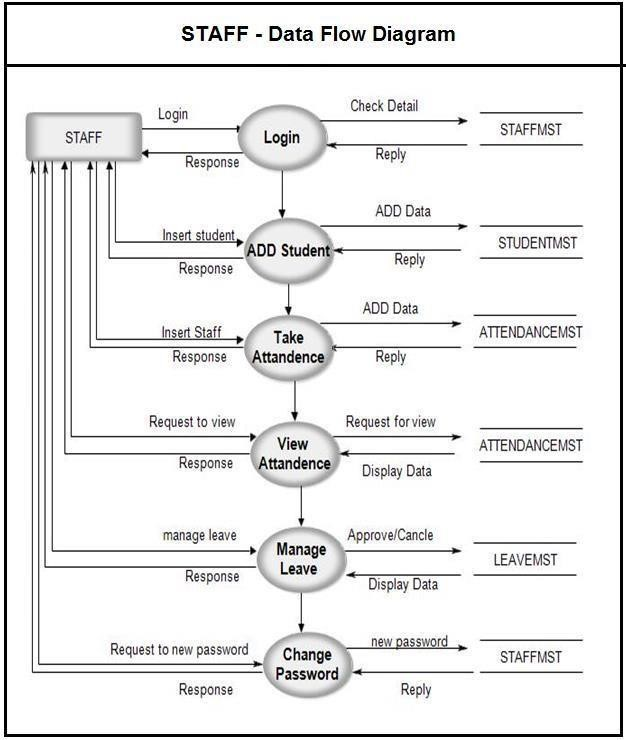 STAFF - Data Flow Diagram
STAFF
Login
Response
Login
Check Detail
Reply
STAFFMST
Insert student
Response
ADD Student
ADD Data
Reply
STUDENTMST
Insert Staff
Response
Take
Attandence
ADD Data
Reply
ATTENDANCEMST
Request to view
Response
View
Attandence
Request for view
Display Data
ATTENDANCEMST
manage leave
Response
Manage
Leave
Approve/Cancle
Display Data
LEAVEMST
Request to new password
Response
Change
Password
new password
Reply
STAFFMST